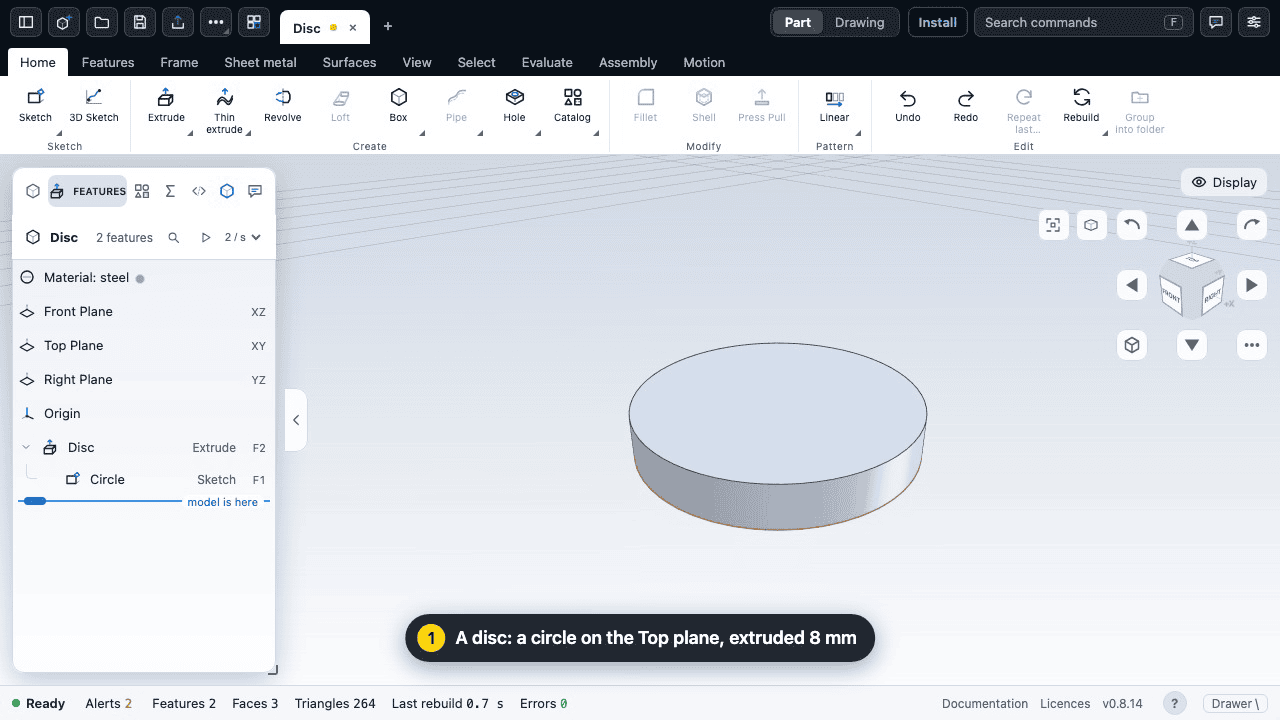 Disc
Part
Drawing
Install
Search commands
F
Home
Features
Frame
Sheet metal
Surfaces
View
Select
Evaluate
Assembly
Motion
Sketch
3D Sketch
Extrude
Thin
extrude
Revolve
Loft
Box
Pipe
Hole
Catalog
Fillet
Shell
Press Pull
Linear
Undo
Redo
Repeat
last...
Rebuild
Group
into folder
Sketch
Create
Modify
Pattern
Edit
FEATURES
Disc
2 features
2 / s
Material: steel
Front Plane XZ
Top Plane XY
Right Plane YZ
Origin
Disc Extrude F2
Circle Sketch F1
model is here
Display
TOP
FRONT
RIGHT
+X
1 A disc: a circle on the Top plane, extruded 8 mm
Ready
Alerts 2
Features 2
Faces 3
Triangles 264
Last rebuild 0.7 s
Errors 0
Documentation
Licences
v0.8.14
?
Drawer \